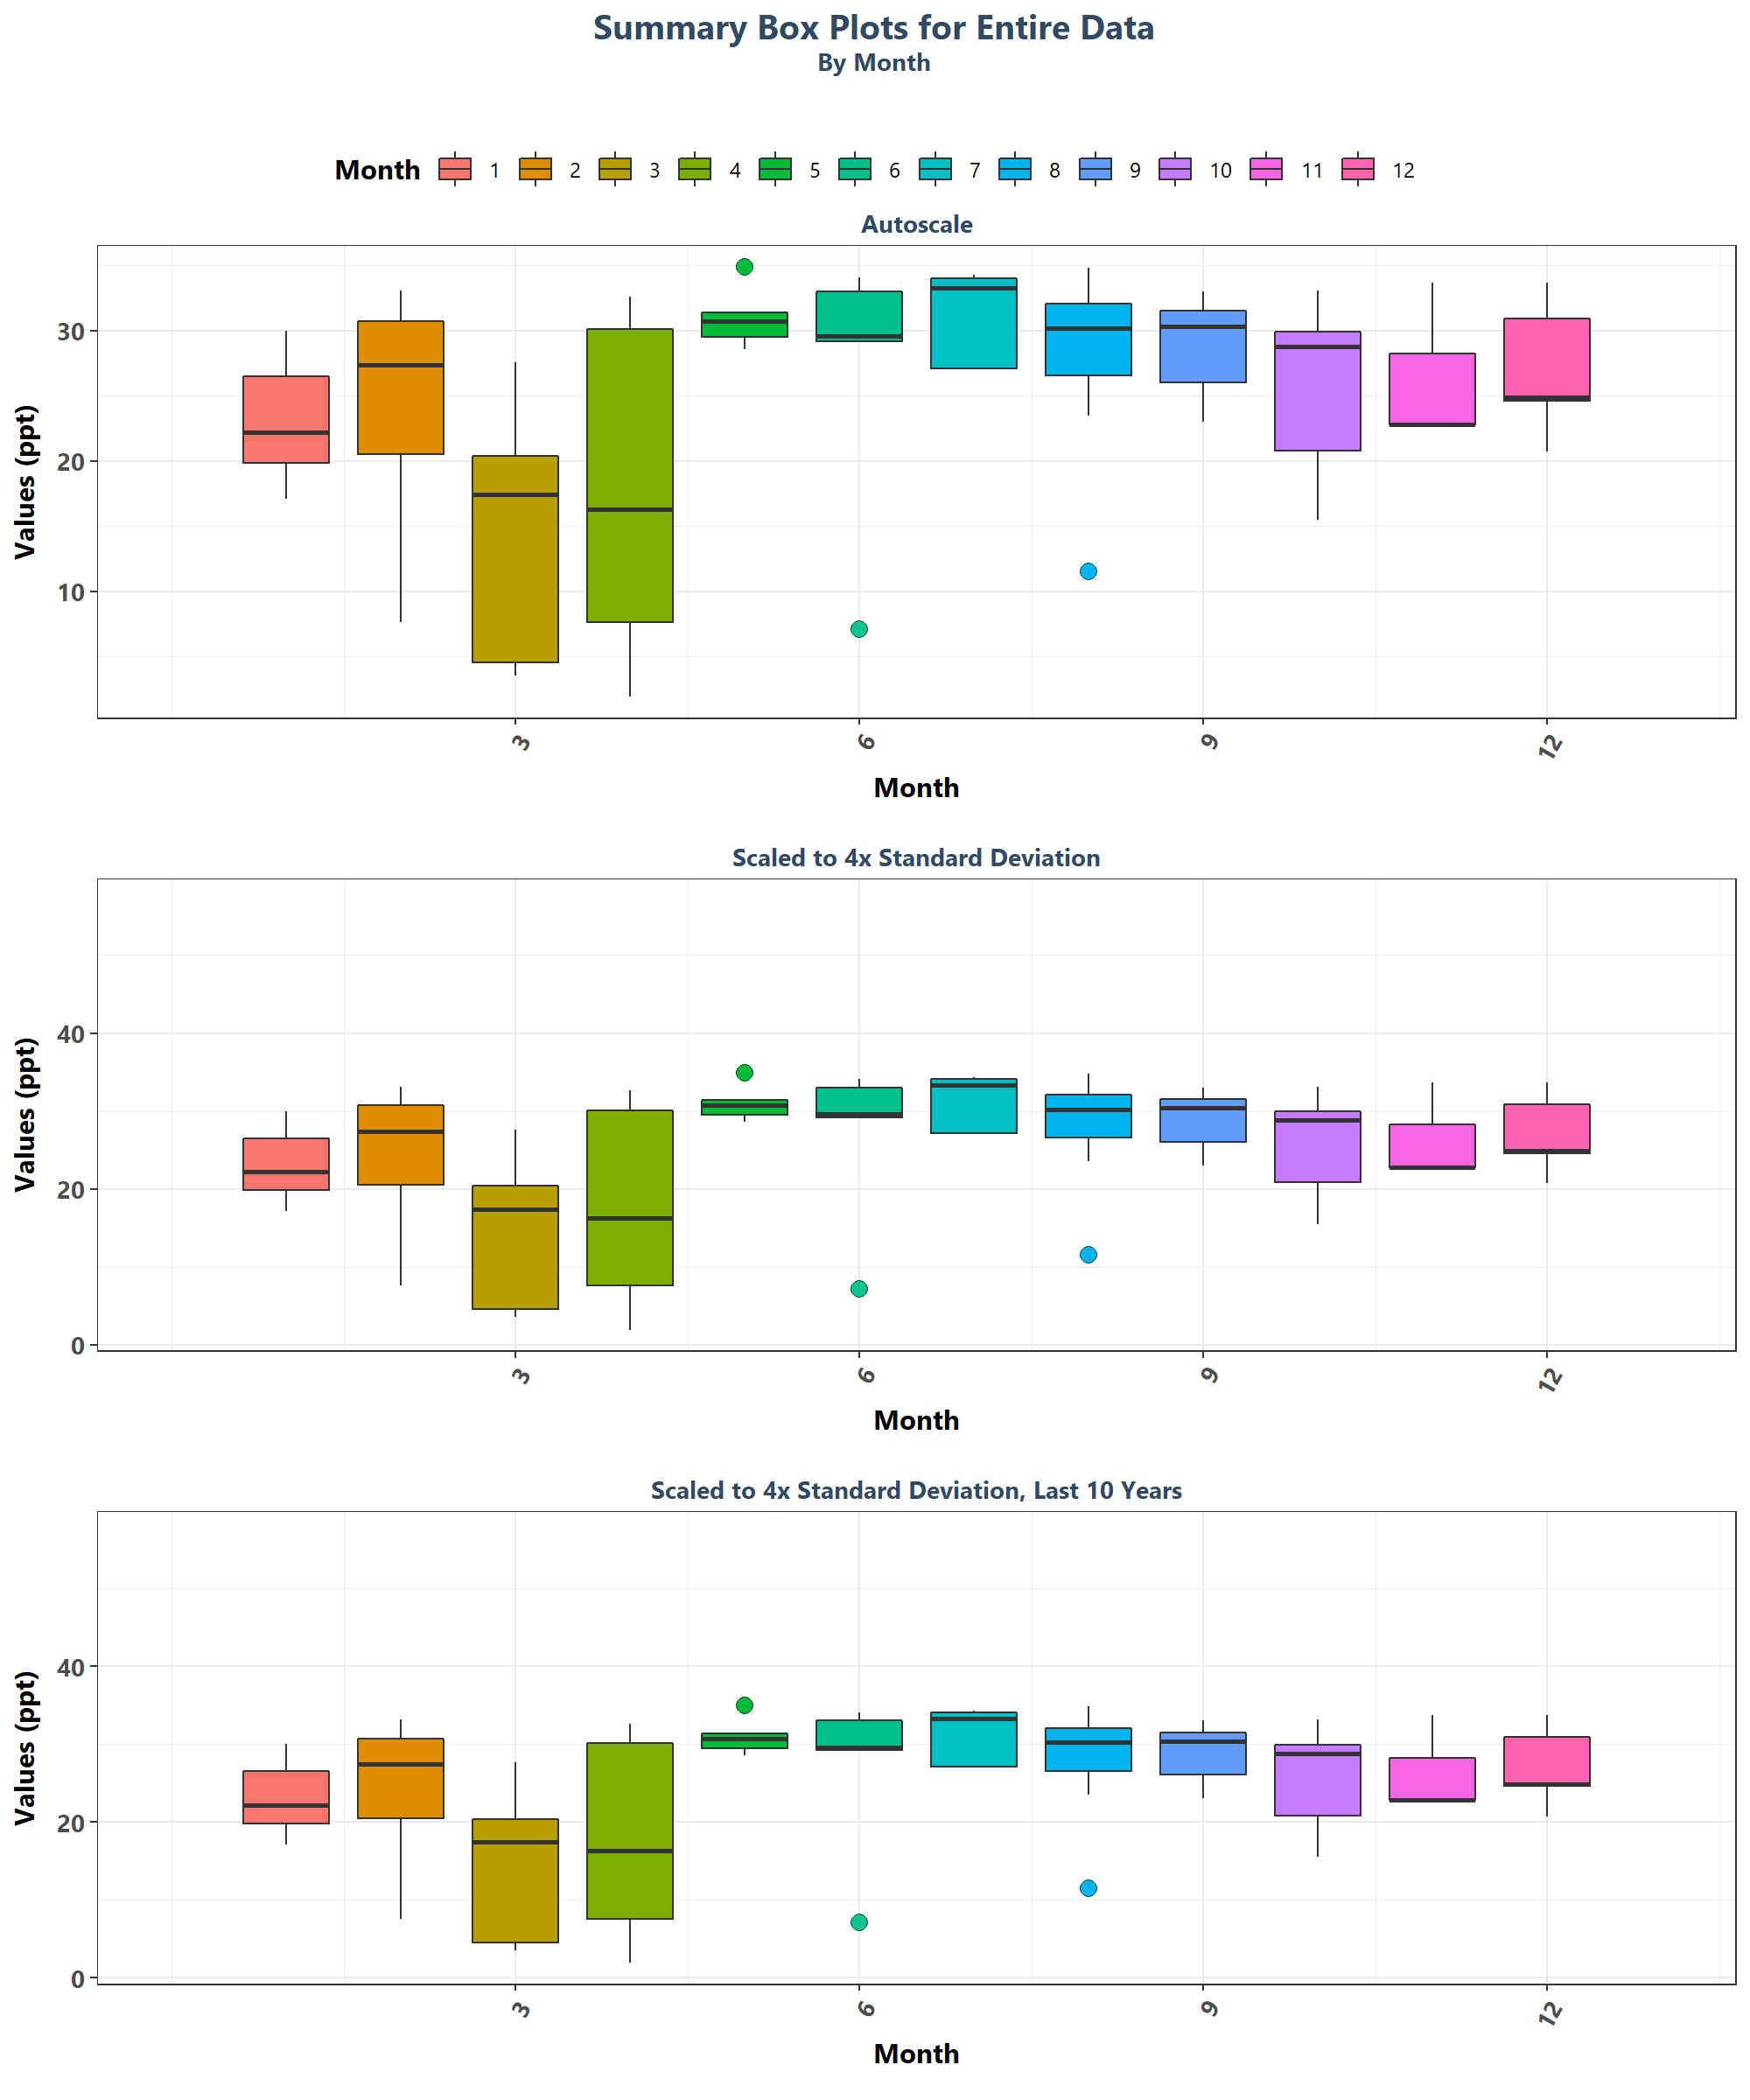 Summary Box Plots for Entire Data
By Month
Month 1 2 3 4 5 6 7 8 9 10 11 12
Autoscale
Values (ppt)
30
20
10
3 6 9 12
Month
Scaled to 4x Standard Deviation
Values (ppt)
40
20
0
3 6 9 12
Month
Scaled to 4x Standard Deviation, Last 10 Years
Values (ppt)
40
20
0
3 6 9 12
Month